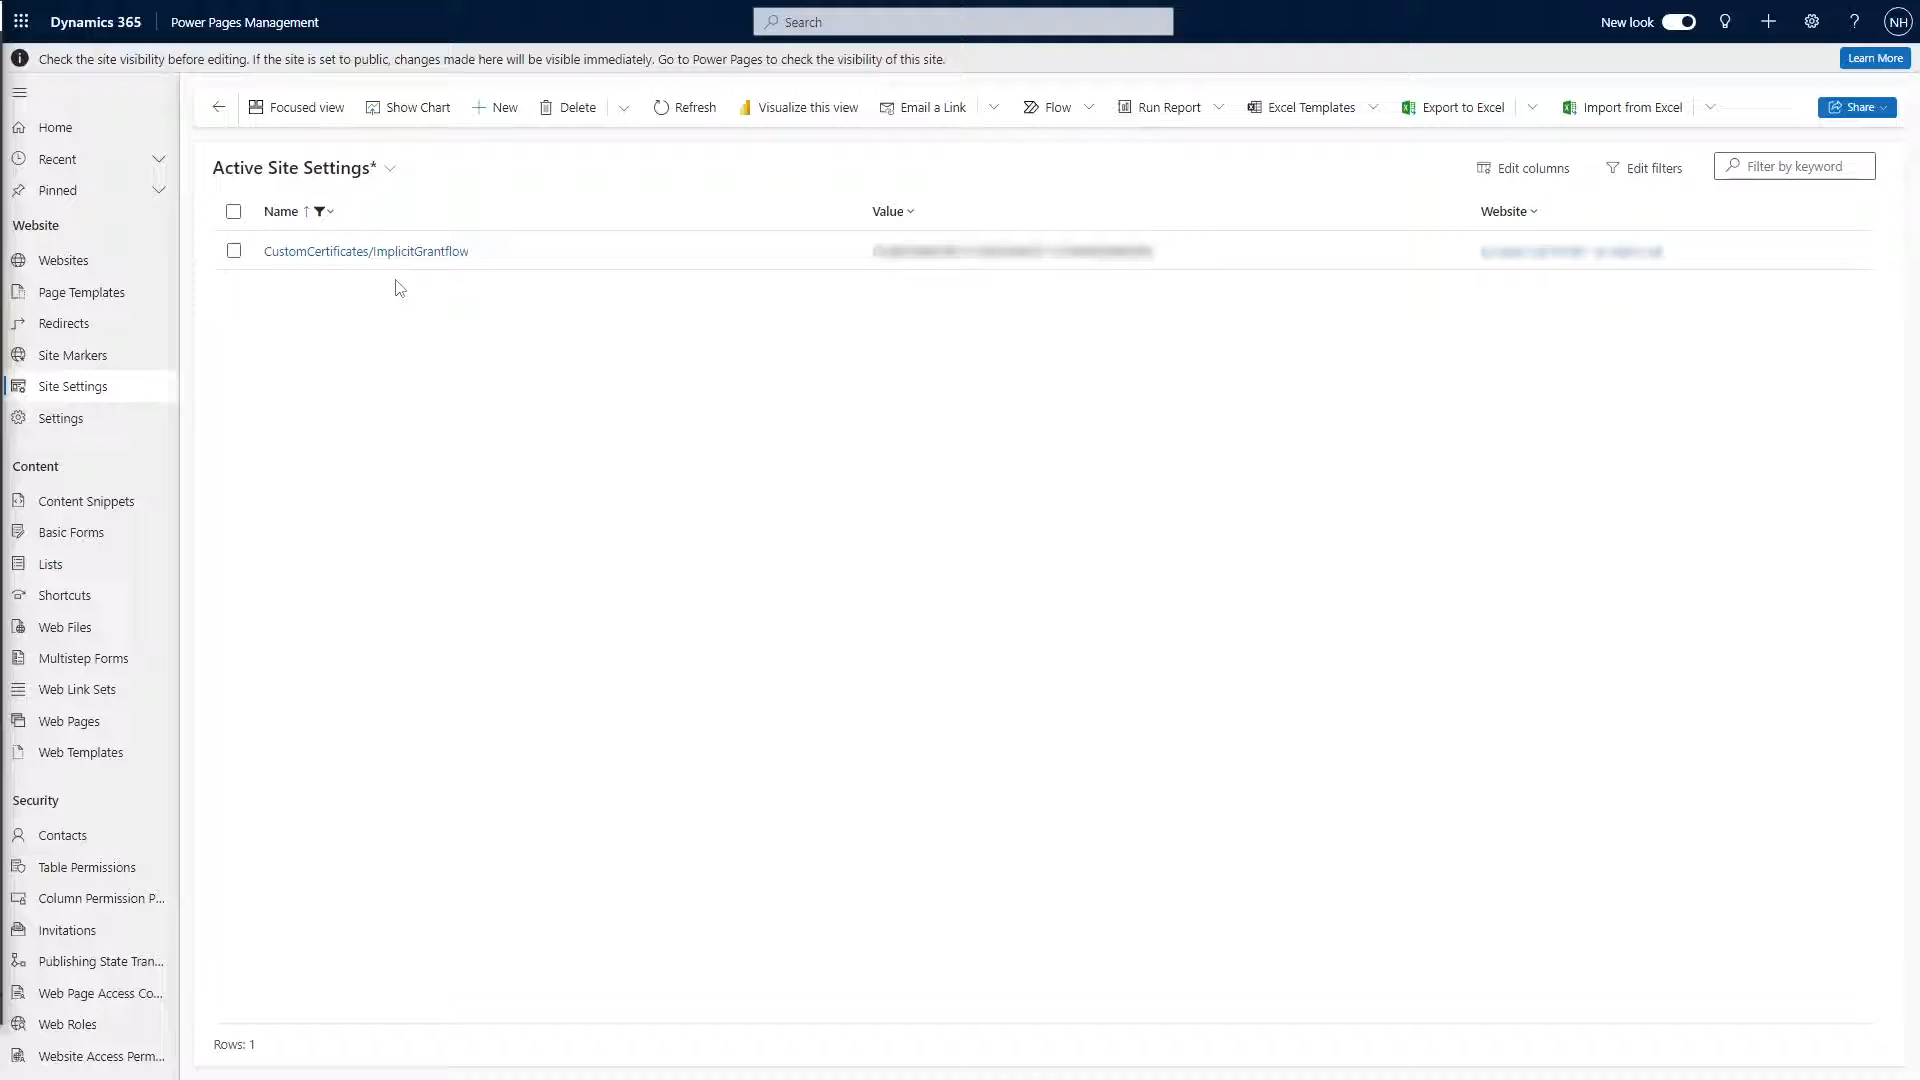 Dynamics 365
Power Pages Management
Search
New look
NH
Check the site visibility before editing. If the site is set to public, changes made here will be visible immediately. Go to Power Pages to check the visibility of this site.
Learn More
Home
Recent
Pinned
Website
Websites
Page Templates
Redirects
Site Markers
Site Settings
Settings
Content
Content Snippets
Basic Forms
Lists
Shortcuts
Web Files
Multistep Forms
Web Link Sets
Web Pages
Web Templates
Security
Contacts
Table Permissions
Column Permission P...
Invitations
Publishing State Tran...
Web Page Access Co...
Web Roles
Website Access Perm...
Focused view
Show Chart
New
Delete
Refresh
Visualize this view
Email a Link
Flow
Run Report
Excel Templates
Export to Excel
Import from Excel
Share
Active Site Settings*
Edit columns
Edit filters
Filter by keyword
Name
Value
Website
CustomCertificates/ImplicitGrantflow
Rows: 1